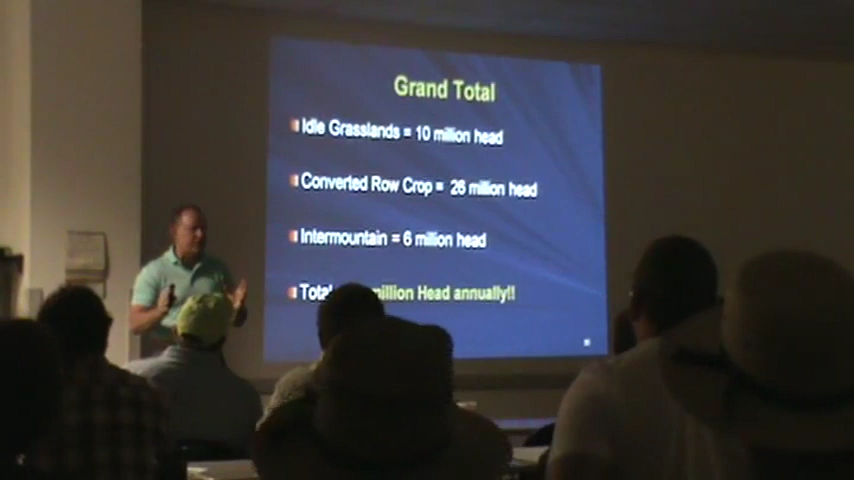 Grand Total
Idle Grasslands = 10 million head
Converted Row Crop = 26 million head
Intermountain = 6 million head
Total million Head annually!!